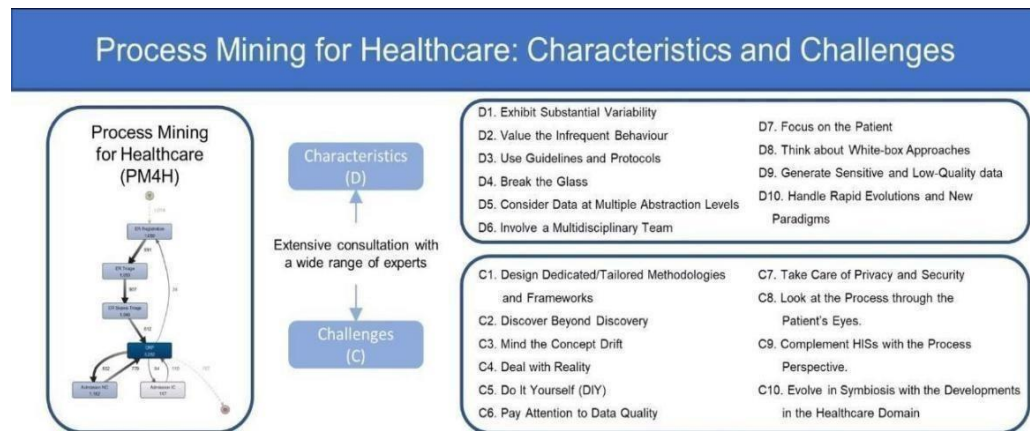 Process Mining for Healthcare: Characteristics and Challenges
Process Mining
for Healthcare
(PM4H)
ER Registration
ER Triage
ER Sepsis Triage
CRP
Admission NC
Admission IC
Characteristics
(D)
Extensive consultation with
a wide range of experts
Challenges
(C)
D1. Exhibit Substantial Variability
D2. Value the Infrequent Behaviour
D3. Use Guidelines and Protocols
D4. Break the Glass
D5. Consider Data at Multiple Abstraction Levels
D6. Involve a Multidisciplinary Team
D7. Focus on the Patient
D8. Think about White-box Approaches
D9. Generate Sensitive and Low-Quality data
D10. Handle Rapid Evolutions and New
Paradigms
C1. Design Dedicated/Tailored Methodologies
and Frameworks
C2. Discover Beyond Discovery
C3. Mind the Concept Drift
C4. Deal with Reality
C5. Do It Yourself (DIY)
C6. Pay Attention to Data Quality
C7. Take Care of Privacy and Security
C8. Look at the Process through the
Patient's Eyes.
C9. Complement HISs with the Process
Perspective.
C10. Evolve in Symbiosis with the Developments
in the Healthcare Domain